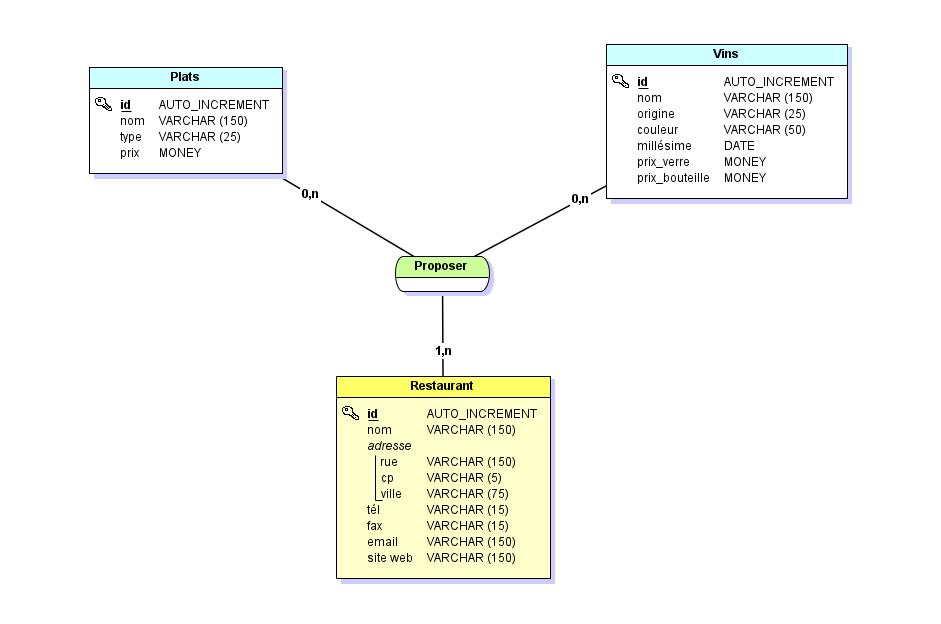 Plats
id AUTO_INCREMENT
nom VARCHAR (150)
type VARCHAR (25)
prix MONEY
Vins
id AUTO_INCREMENT
nom VARCHAR (150)
origine VARCHAR (25)
couleur VARCHAR (50)
millésime DATE
prix_verre MONEY
prix_bouteille MONEY
0,n
0,n
Proposer
1,n
Restaurant
id AUTO_INCREMENT
nom VARCHAR (150)
adresse
rue VARCHAR (150)
cp VARCHAR (5)
ville VARCHAR (75)
tél VARCHAR (15)
fax VARCHAR (15)
email VARCHAR (150)
site web VARCHAR (150)